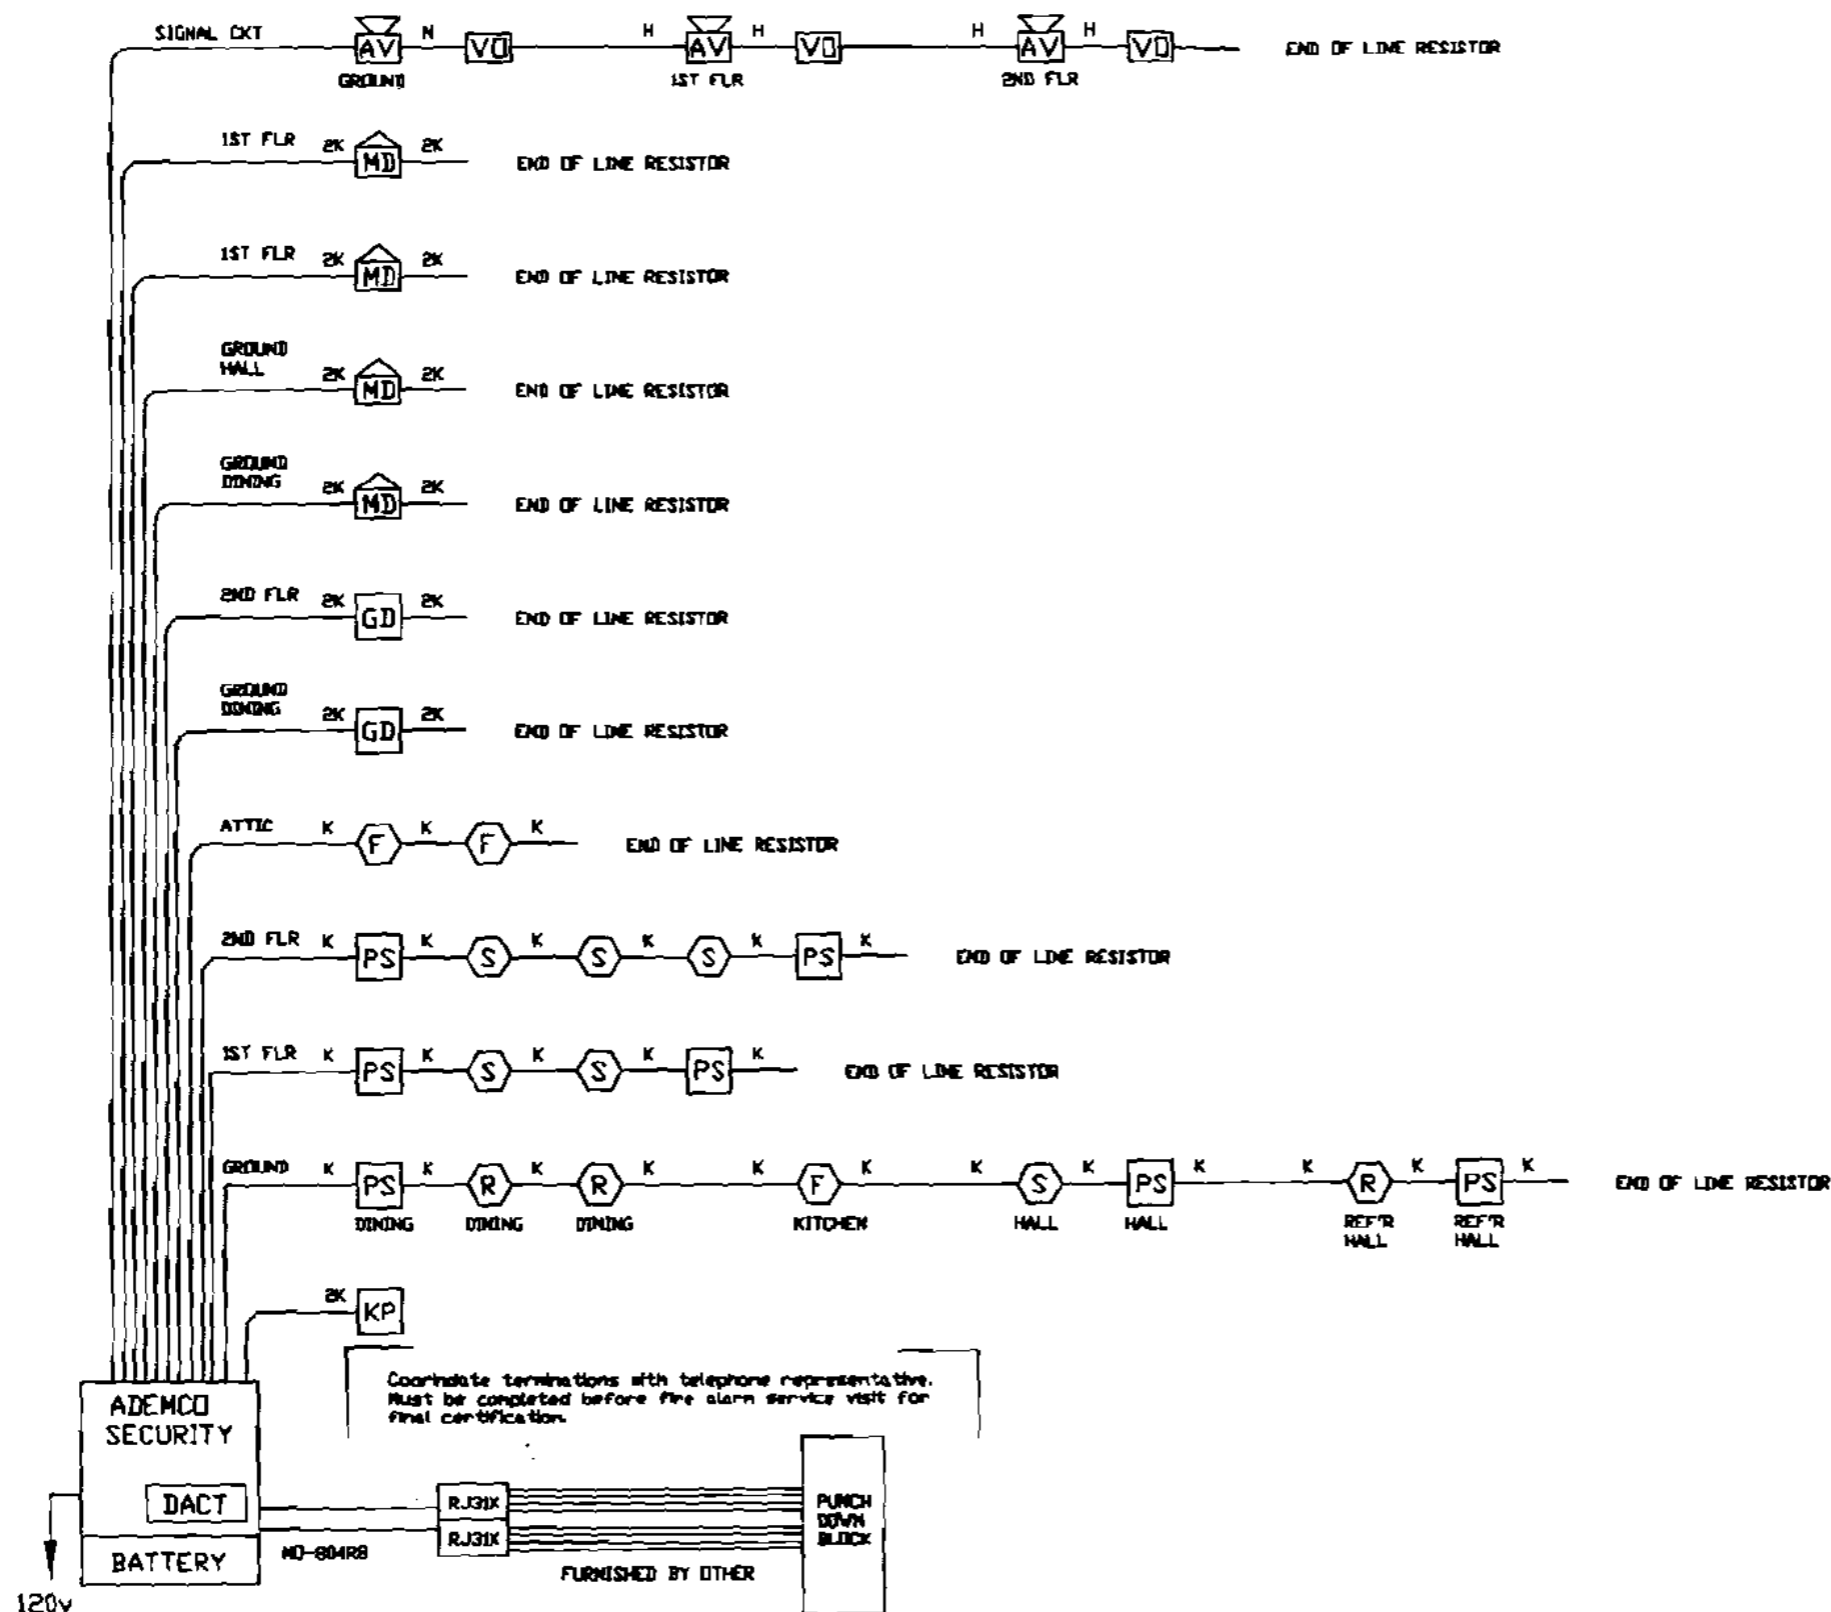 SIGNAL CKT AV N VO H AV H VO H AV H VO END OF LINE RESISTOR
GROUND 1ST FLR 2ND FLR
1ST FLR 2K MD 2K END OF LINE RESISTOR
1ST FLR 2K MD 2K END OF LINE RESISTOR
GROUND
HALL 2K MD 2K END OF LINE RESISTOR
GROUND
DINING 2K MD 2K END OF LINE RESISTOR
2ND FLR 2K GD 2K END OF LINE RESISTOR
GROUND
DINING 2K GD 2K END OF LINE RESISTOR
ATTIC K F K F K END OF LINE RESISTOR
2ND FLR K PS K S K S K S K PS K END OF LINE RESISTOR
1ST FLR K PS K S K S K PS K END OF LINE RESISTOR
GROUND K PS K R K R K K F K K S K PS K K R K PS K END OF LINE RESISTOR
DINING DINING DINING KITCHEN HALL HALL REF'R REF'R
HALL HALL
2K KP
Coorindate terminations with telephone representative.
Must be completed before fire alarm service visit for
final certification.
ADEMCO
SECURITY
DACT
BATTERY
120v
RJ31X
RJ31X
MO-804R8
PUNCH
DOWN
BLOCK
FURNISHED BY OTHER